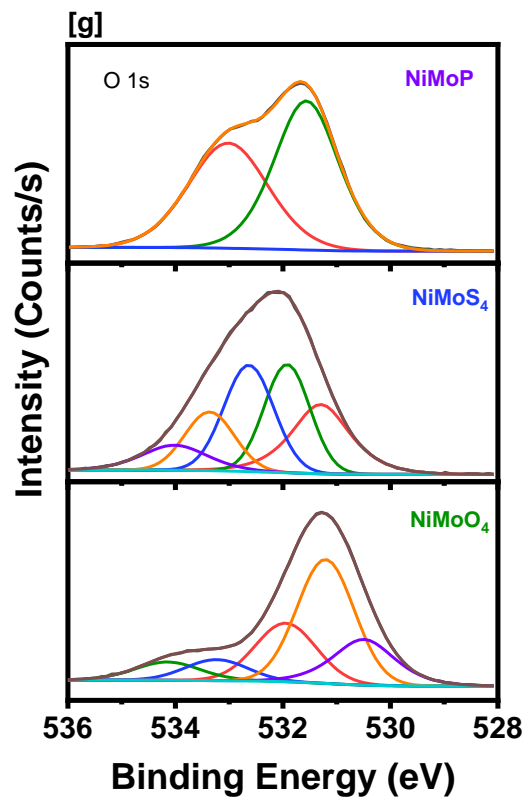 [g]
O 1s
NiMoP
NiMoS₄
NiMoO₄
Intensity (Counts/s)
536 534 532 530 528
Binding Energy (eV)